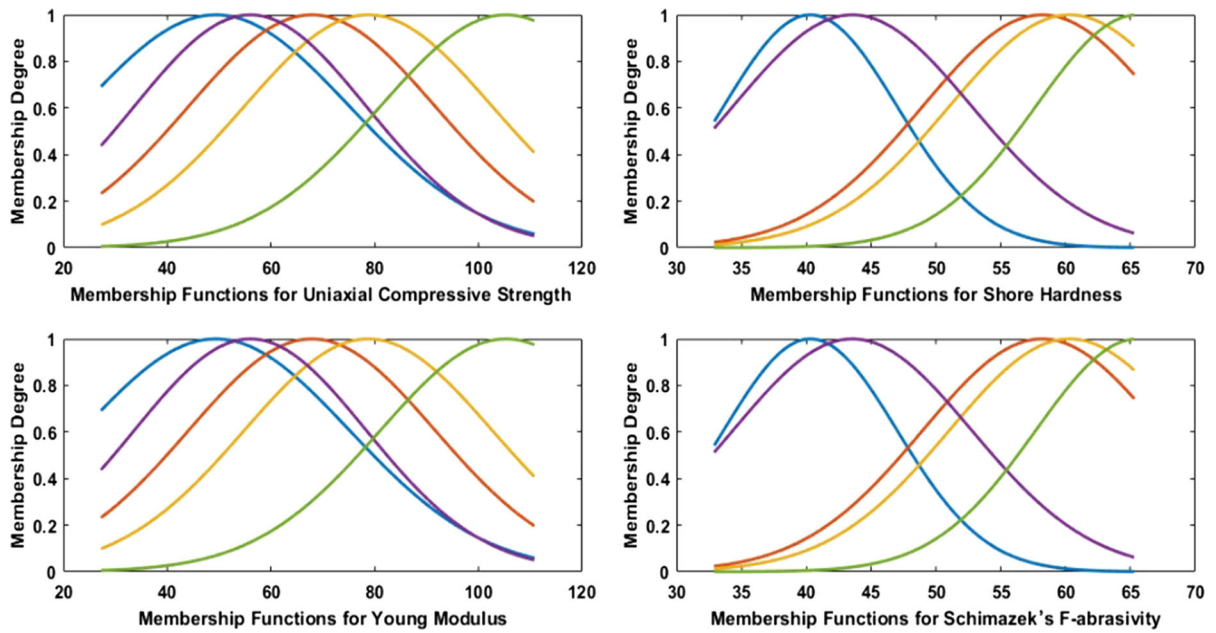 Membership Degree
1
0.8
0.6
0.4
0.2
0
20 40 60 80 100 120
Membership Functions for Uniaxial Compressive Strength
Membership Degree
1
0.8
0.6
0.4
0.2
0
30 35 40 45 50 55 60 65 70
Membership Functions for Shore Hardness
Membership Degree
1
0.8
0.6
0.4
0.2
0
20 40 60 80 100 120
Membership Functions for Young Modulus
Membership Degree
1
0.8
0.6
0.4
0.2
0
30 35 40 45 50 55 60 65 70
Membership Functions for Schimazek's F-abrasivity